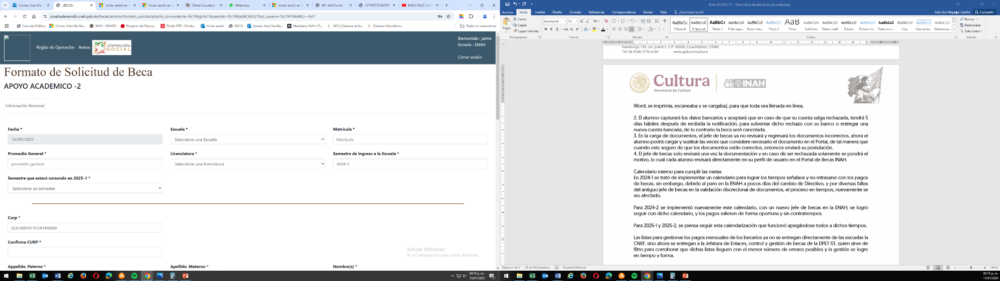 Correo: Ada Lilia M
.:BECAS:.
Iniciar sesión en la
Iniciar sesión en la
Oferta Educativa –
WhatsApp
Iniciar sesión en C
404 Not Found
11707673339.PDF
PABLO RUIZ, LA V
pruebadesarrollo.inah.gob.mx/becas/alumno/formato_solicitud.php?id_convocatoria=%27Mjgz%27&periodo=%27MjAyNC0y%27&id_usuario=%27MTMxMQ==%27
Consulta Pública
Correo: Ada Lilia Ma...
INAH - SINAFO
Proyecto del Presup...
Dividir PDF - Divida...
Iniciar sesión
SIGCA
Correo: Ada Lilia Ma...
Mediateca INAH | El...
SICS || Sistema de In...
Sistema Informático...
Todos los marcadores
Reglas de Operación
Avisos
CONTRALORÍA
SOCIAL
Bienvenido : jaime
Escuela : ENAH
Cerrar sesión
Formato de Solicitud de Beca
APOYO ACADEMICO -2
Información Personal
Fecha *
Escuela *
Matricula *
15/01/2025
Seleccione una Escuela
Matricula
Promedio General *
Licenciatura *
Semestre de ingreso a la Escuela *
promedio general
Seleccione una licenciatura
2024-2
Semestre que estará cursando en 2025-1 *
Seleccione un semestre
Curp *
GOHJ891011HDFNRM00
Confirma CURP *
Activar Windows
Ve a Configuración para activar Windows.
Appelido_Paterno *
Apellido_Materno *
Nombre(s) *
04:15 p. m.
15/01/2025
Nota 10 DPET-ST - Word (Error de activación de productos)
Archivo
Inicio
Insertar
Diseño
Formato
Referencias
Correspondencia
Revisar
Vista
¿Qué desea hacer?
Compartir
Pegar
Cortar
Copiar
Copiar formato
Portapapeles
Geomanist
10
Fuente
Párrafo
¶ Default
¶ Normal
Título 1
¶ Sin espa...
Texto inde...
Título 2
Título
Subtítulo
Énfasis sutil
Énfasis
Énfasis int...
Texto en n...
Cita
Cita desta...
Referencia...
Estilos
Buscar
Reemplazar
Seleccionar
Edición
Hamburgo 135, col. Juárez<, C.P. 06600, Cuauhtémoc, CDMX
Tel: 55 4166 0770 al 84 www.gob.mx/cultura
Cultura
Secretaría de Cultura
85 INAH
Word, se imprimía, escaneaba y se cargaba), para que toda sea llenada en línea.
2. El alumno capturará los datos bancarios y aceptará que en caso de que su cuenta salga rechazada, tendrá 5
días hábiles después de recibida la notificación, para solventar dicho rechazo con su banco o entregar una
nueva cuenta bancaria, de lo contrario la beca será cancelada.
3. En la carga de documentos, el jefe de becas ya no revisará y regresará los documentos incorrectos, ahora el
alumno podrá cargar y sustituir las veces que considere necesario el documento en el Portal, de tal manera que
cuando este seguro de que los documentos están correctos, entonces enviará su postulación.
4. El jefe de becas solo revisará una vez la documentación y en caso de ser rechazada solamente se pondrá el
motivo, lo cual cada alumno revisará directamente en su perfil de usuario en el Portal de Becas INAH.
Calendario interno para cumplir las metas
En 2024-1 se trató de implementar un calendario para lograr los tiempos señalaos y no retrasarse con los pagos
de becas, sin embargo, debido al paro en la ENAH a pocos días del cambio de Directivo, y por diversas faltas
del antiguo jefe de becas en la validación discrecional de documentos, el proceso en tiempos, nuevamente se
vio afectado.
Para 2024-2 se implementó nuevamente este calendario, con un nuevo jefe de becas en la ENAH, se logró
seguir con dicho calendario, y los pagos salieron de forma oportuna y sin contratiempos.
Para 2025-1 y 2025-2, se piensa seguir esta calendarización que funcionó apegándose todos a dichos tiempos.
Las listas para gestionar los pagos mensuales de los becarios ya no se entregan directamente de las escuelas la
CNRF, sino ahora se entregan a la Jefatura de Enlaces, control y gestión de becas de la DPET-ST, quien sirve de
filtro para corroborar que dichas listas lleguen con el menor número de errores posibles y la gestión se logre
en tiempo y forma.
Página 2 de 2
20 de 820 palabras
Español (México)
140 %
04:15 p. m.
15/01/2025